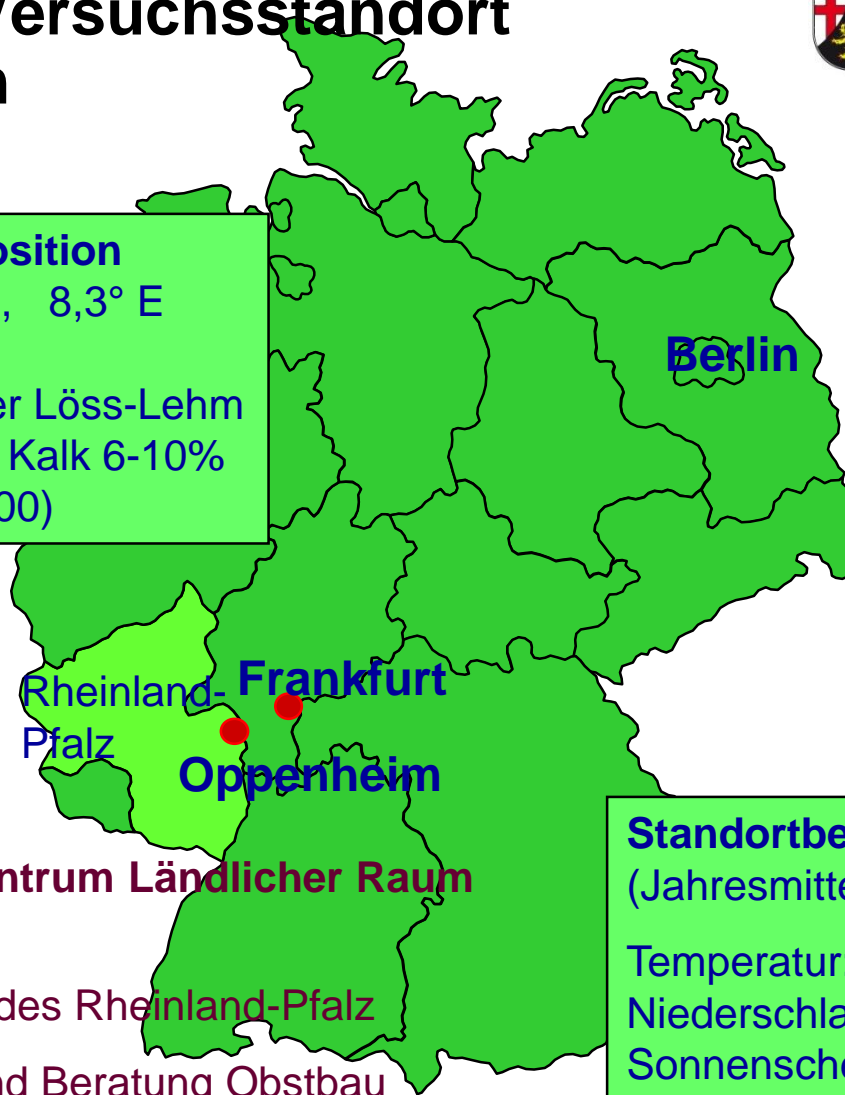 Versuchsstandort
osition
, 8,3° E
er Löss-Lehm
Kalk 6-10%
00)
Berlin
Rheinland-
Pfalz
Frankfurt
Oppenheim
ntrum Ländlicher Raum
des Rheinland-Pfalz
nd Beratung Obstbau
Standortbe
(Jahresmitte
Temperatur
Niederschla
Sonnensche